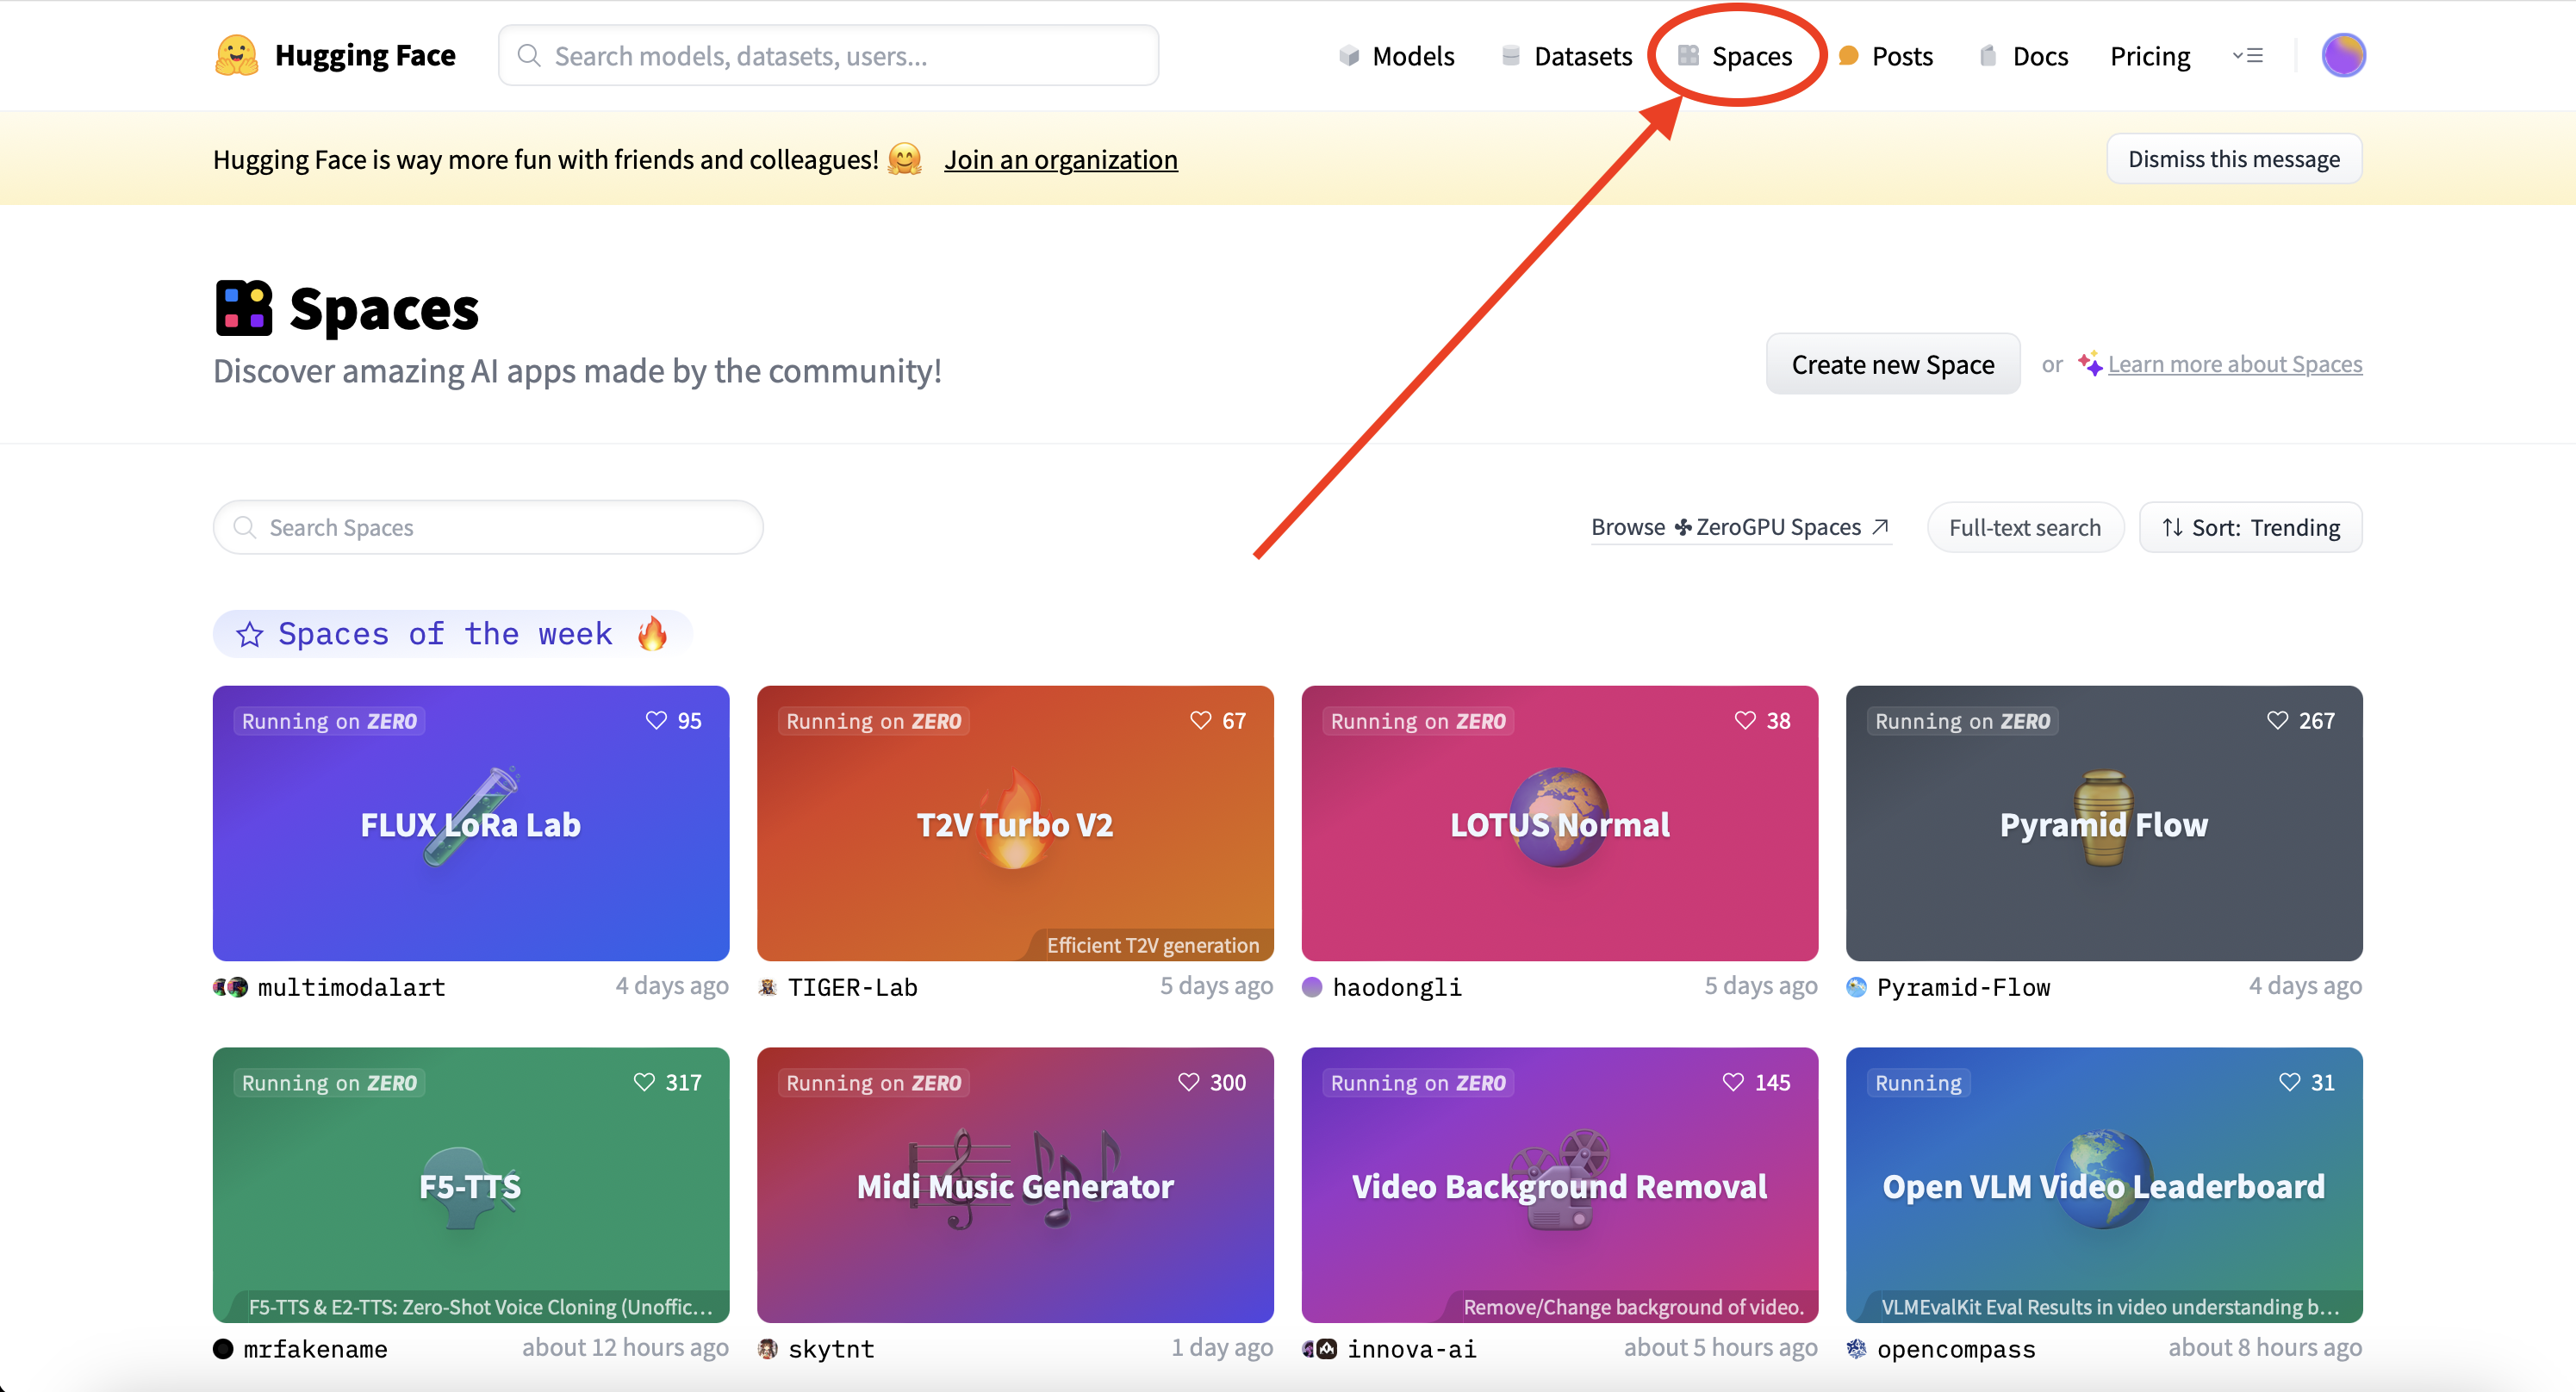 Hugging Face
Search models, datasets, users...
Models
Datasets
Spaces
Posts
Docs
Pricing
Hugging Face is way more fun with friends and colleagues! 🤗 Join an organization
Dismiss this message
Spaces
Discover amazing AI apps made by the community!
Create new Space
or
Learn more about Spaces
Search Spaces
Browse ZeroGPU Spaces
Full-text search
Sort: Trending
Spaces of the week 🔥
Running on ZERO
95
FLUX LoRa Lab
multimodalart
4 days ago
Running on ZERO
67
T2V Turbo V2
Efficient T2V generation
TIGER-Lab
5 days ago
Running on ZERO
38
LOTUS Normal
haodongli
5 days ago
Running on ZERO
267
Pyramid Flow
Pyramid-Flow
4 days ago
Running on ZERO
317
F5-TTS
F5-TTS & E2-TTS: Zero-Shot Voice Cloning (Unoffic...
mrfakename
about 12 hours ago
Running on ZERO
300
Midi Music Generator
skytnt
1 day ago
Running on ZERO
145
Video Background Removal
Remove/Change background of video.
innova-ai
about 5 hours ago
Running
31
Open VLM Video Leaderboard
VLMEvalKit Eval Results in video understanding b...
opencompass
about 8 hours ago